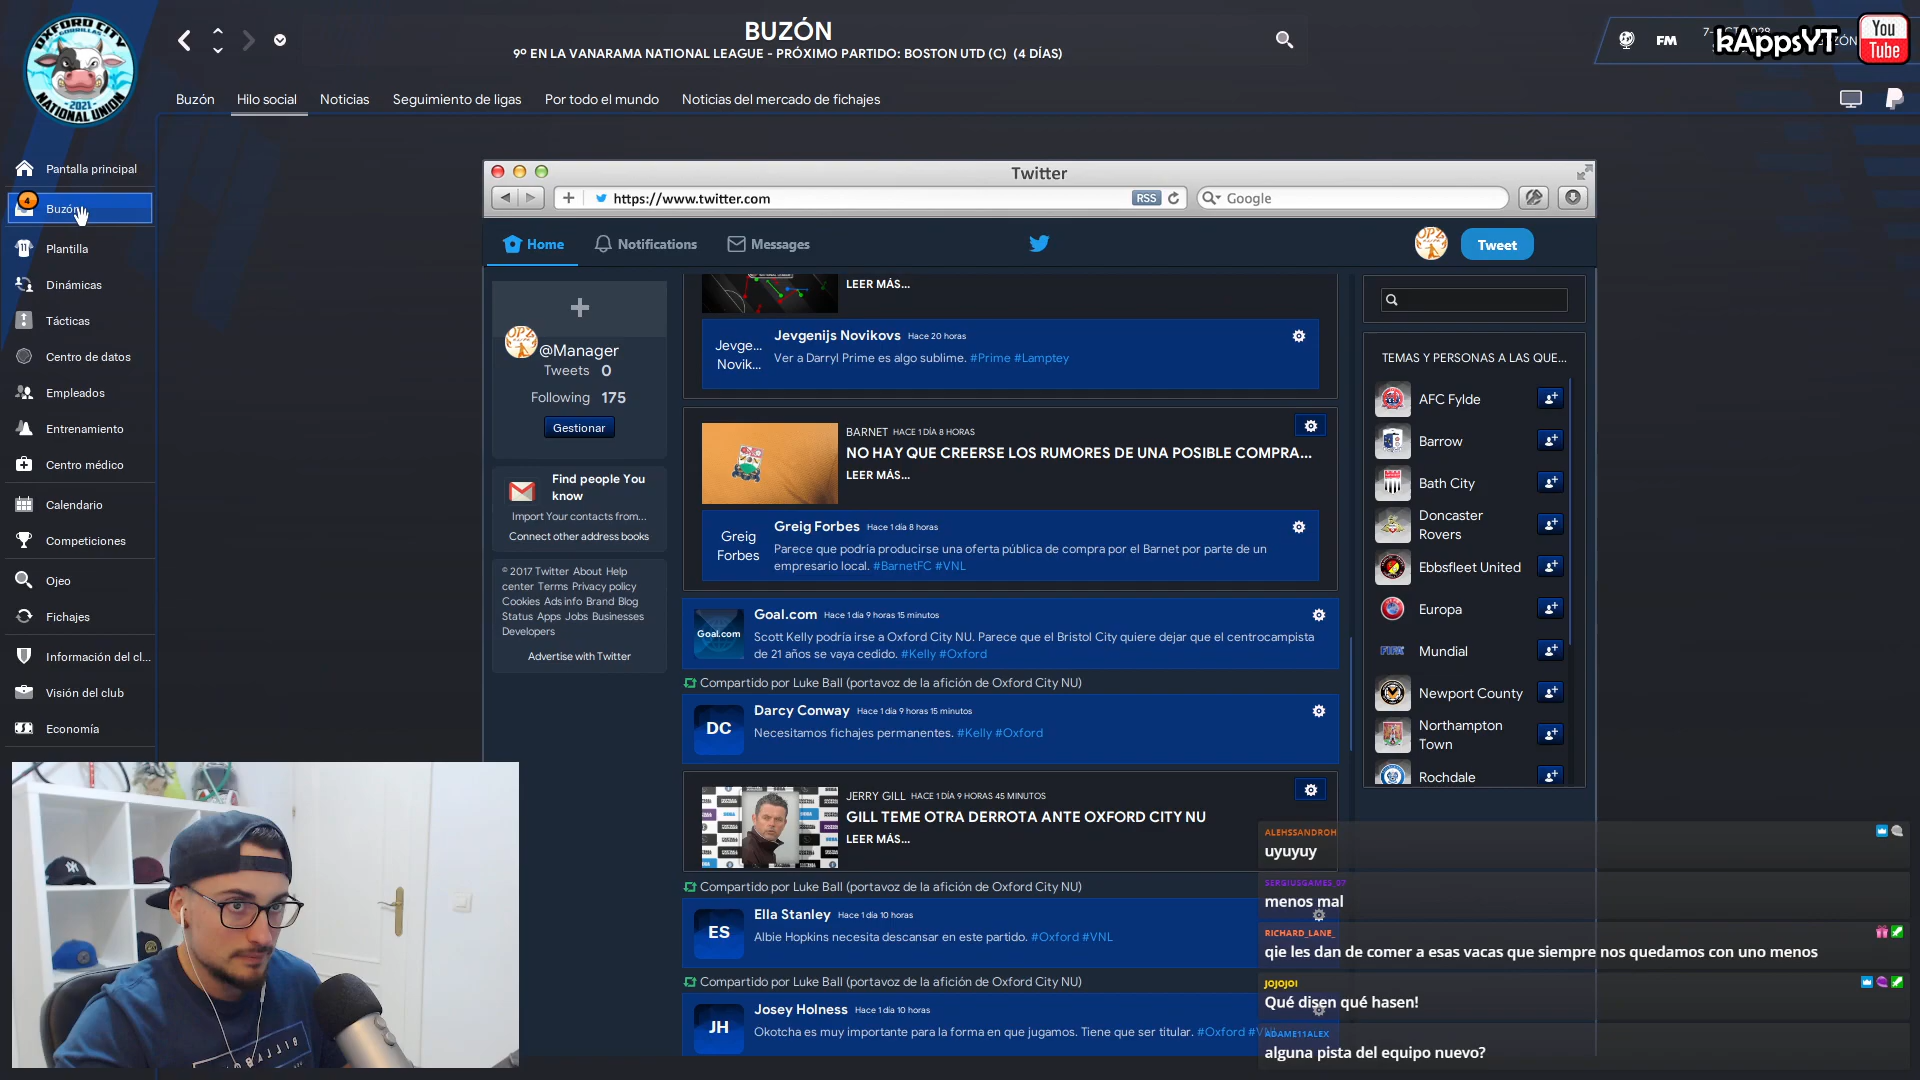 OXFORD CITY
GORRILLAS
- 2021 -
NATIONAL UNION
BUZÓN
9º EN LA VANARAMA NATIONAL LEAGUE - PRÓXIMO PARTIDO: BOSTON UTD (C) (4 DÍAS)
FM
kAppsYT
You
Tube
Buzón
Hilo social
Noticias
Seguimiento de ligas
Por todo el mundo
Noticias del mercado de fichajes
Pantalla principal
4
Buzón
Plantilla
Dinámicas
Tácticas
Centro de datos
Empleados
Entrenamiento
Centro médico
Calendario
Competiciones
Ojeo
Fichajes
Información del cl...
Visión del club
Economía
Twitter
https://www.twitter.com
RSS
Google
Home
Notifications
Messages
Tweet
@Manager
Tweets 0
Following 175
Gestionar
Find people You
know
Import Your contacts from...
Connect other address books
© 2017 Twitter About Help
center Terms Privacy policy
Cookies Ads info Brand Blog
Status Apps Jobs Businesses
Developers
Advertise with Twitter
LEER MÁS...
Jevge...
Novik...
Jevgenijs Novikovs Hace 20 horas
Ver a Darryl Prime es algo sublime. #Prime #Lamptey
BARNET HACE 1 DÍA 8 HORAS
NO HAY QUE CREERSE LOS RUMORES DE UNA POSIBLE COMPRA...
LEER MÁS...
Greig
Forbes
Greig Forbes Hace 1 día 8 horas
Parece que podría producirse una oferta pública de compra por el Barnet por parte de un
empresario local. #BarnetFC #VNL
Goal.com
Goal.com Hace 1 día 9 horas 15 minutos
Scott Kelly podría irse a Oxford City NU. Parece que el Bristol City quiere dejar que el centrocampista
de 21 años se vaya cedido. #Kelly #Oxford
Compartido por Luke Ball (portavoz de la afición de Oxford City NU)
DC
Darcy Conway Hace 1 día 9 horas 15 minutos
Necesitamos fichajes permanentes. #Kelly #Oxford
JERRY GILL HACE 1 DÍA 9 HORAS 45 MINUTOS
GILL TEME OTRA DERROTA ANTE OXFORD CITY NU
LEER MÁS...
Compartido por Luke Ball (portavoz de la afición de Oxford City NU)
ES
Ella Stanley Hace 1 día 10 horas
Albie Hopkins necesita descansar en este partido. #Oxford #VNL
Compartido por Luke Ball (portavoz de la afición de Oxford City NU)
JH
Josey Holness Hace 1 día 10 horas
Okotcha es muy importante para la forma en que jugamos. Tiene que ser titular. #Oxford
TEMAS Y PERSONAS A LAS QUE...
AFC Fylde
Barrow
Bath City
Doncaster
Rovers
Ebbsfleet United
Europa
FIFA
Mundial
Newport County
Northampton
Town
Rochdale
ALEHSSANDROH
uyuyuy
SERGIUSGAMES_07
menos mal
RICHARD_LANE_
qie les dan de comer a esas vacas que siempre nos quedamos con uno menos
JOJOJOI
Qué disen qué hasen!
ADAME11ALEX
alguna pista del equipo nuevo?